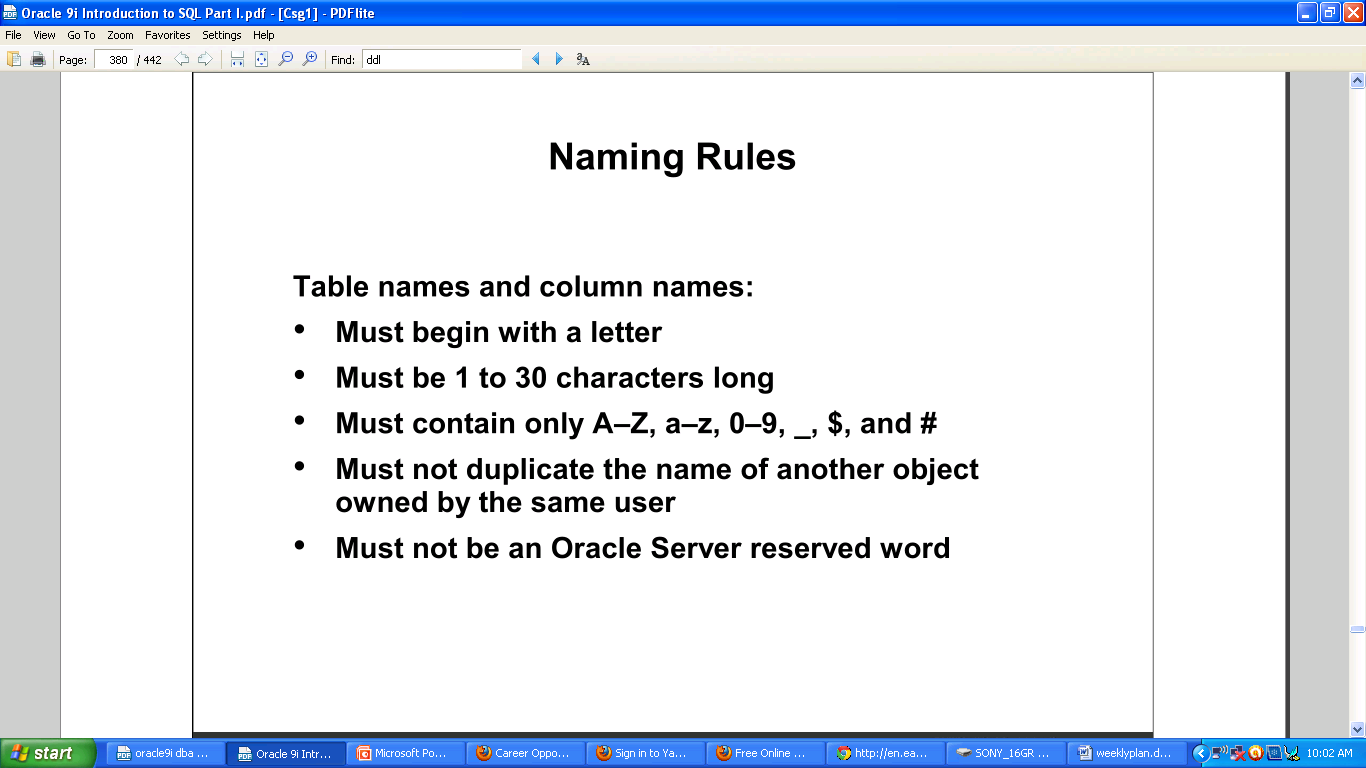 Oracle 9i Introduction to SQL Part I.pdf - [Csg1] - PDFlite
File View Go To Zoom Favorites Settings Help
Page: 380 / 442 Find: ddl
Naming Rules
Table names and column names:
• Must begin with a letter
• Must be 1 to 30 characters long
• Must contain only A–Z, a–z, 0–9, _, $, and #
• Must not duplicate the name of another object
owned by the same user
• Must not be an Oracle Server reserved word
start oracle9i dba ... Oracle 9i Intr... Microsoft Po... Career Oppo... Sign in to Ya... Free Online ... http://en.ea... SONY_16GR ... weeklyplan.d... 10:02 AM